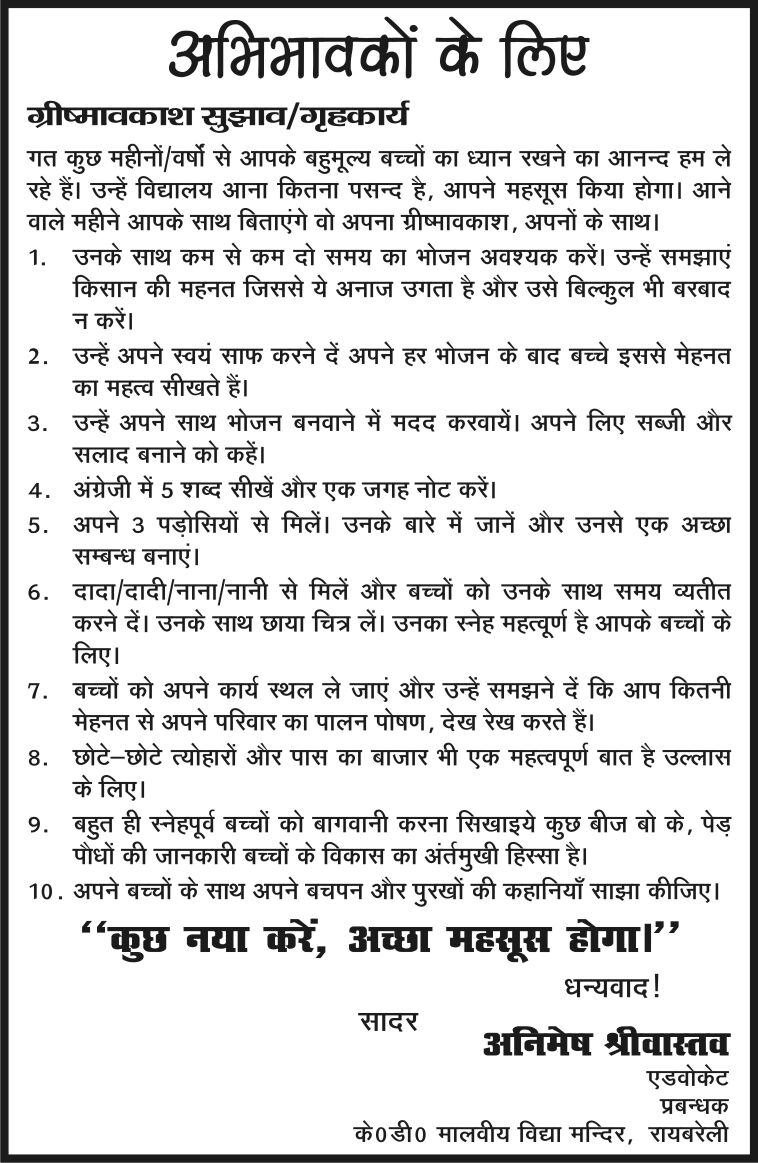 अभिभावकों के लिए
ग्रीष्मावकाश सुझाव/गृहकार्य
गत कुछ महीनों/वर्षों से आपके बहुमूल्य बच्चों का ध्यान रखने का आनन्द हम ले
रहे हैं। उन्हें विद्यालय आना कितना पसन्द है, आपने महसूस किया होगा। आने
वाले महीने आपके साथ बिताएंगे वो अपना ग्रीष्मावकाश, अपनों के साथ।
1. उनके साथ कम से कम दो समय का भोजन अवश्यक करें। उन्हें समझाएं
किसान की महनत जिससे ये अनाज उगता है और उसे बिल्कुल भी बरबाद
न करें।
2. उन्हें अपने स्वयं साफ करने दें अपने हर भोजन के बाद बच्चे इससे मेहनत
का महत्व सीखते हैं।
3. उन्हें अपने साथ भोजन बनवाने में मदद करवायें। अपने लिए सब्जी और
सलाद बनाने को कहें।
4. अंग्रेजी में 5 शब्द सीखें और एक जगह नोट करें।
5. अपने 3 पड़ोसियों से मिलें। उनके बारे में जानें और उनसे एक अच्छा
सम्बन्ध बनाएं।
6. दादा/दादी/नाना/नानी से मिलें और बच्चों को उनके साथ समय व्यतीत
करने दें। उनके साथ छाया चित्र लें। उनका स्नेह महत्वूर्ण है आपके बच्चों के
लिए।
7. बच्चों को अपने कार्य स्थल ले जाएं और उन्हें समझने दें कि आप कितनी
मेहनत से अपने परिवार का पालन पोषण, देख रेख करते हैं।
8. छोटे–छोटे त्योहारों और पास का बाजार भी एक महत्वपूर्ण बात है उल्लास
के लिए।
9. बहुत ही स्नेहपूर्व बच्चों को बागवानी करना सिखाइये कुछ बीज बो के, पेड़
पौधों की जानकारी बच्चों के विकास का अंर्तमुखी हिस्सा है।
10. अपने बच्चों के साथ अपने बचपन और पुरखों की कहानियाँ साझा कीजिए।
“कुछ नया करें, अच्छा महसूस होगा।”
धन्यवाद!
सादर
अनिमेष श्रीवास्तव
एडवोकेट
प्रबन्धक
के0डी0 मालवीय विद्या मन्दिर, रायबरेली